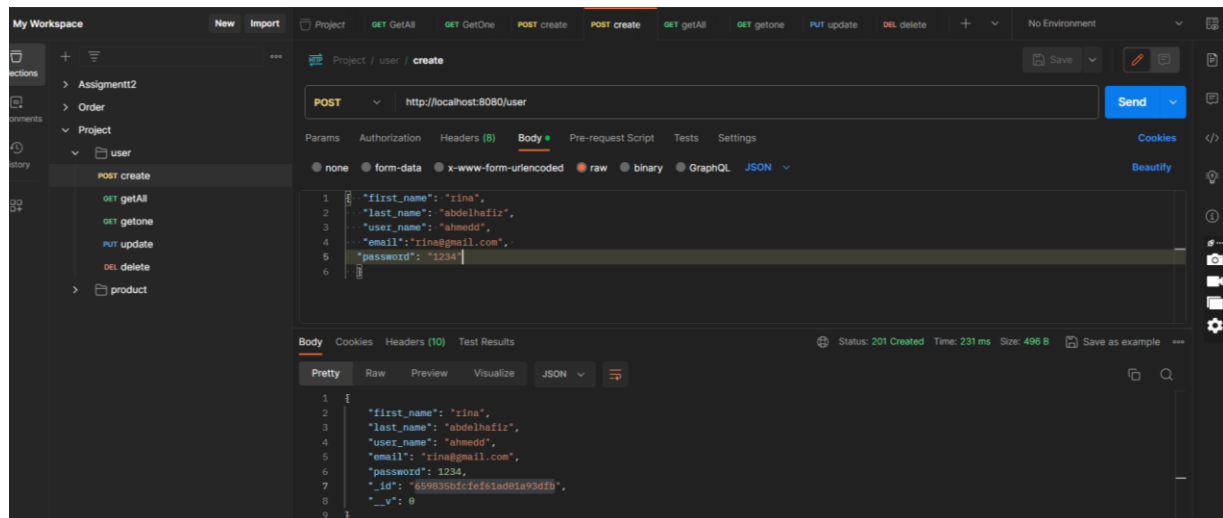 My Workspace New Import Project GET GetAll GET GetOne POST create POST create GET getAll GET getone PUT update DEL delete No Environment
Project / user / create Save
Assigmentt2
Order
Project
user
POST create
GET getAll
GET getone
PUT update
DEL delete
product
POST http://localhost:8080/user Send
Params Authorization Headers (8) Body Pre-request Script Tests Settings Cookies
none form-data x-www-form-urlencoded raw binary GraphQL JSON Beautify
1 { "first_name": "rina",
2 "last_name": "abdelhafiz",
3 "user_name": "ahmedd",
4 "email":"rina@gmail.com",
5 "password": "1234"
6 }
Body Cookies Headers (10) Test Results Status: 201 Created Time: 231 ms Size: 496 B Save as example
Pretty Raw Preview Visualize JSON
1 {
2 "first_name": "rina",
3 "last_name": "abdelhafiz",
4 "user_name": "ahmedd",
5 "email": "rina@gmail.com",
6 "password": 1234,
7 "_id": "659835bfcfef61ad01a93dfb",
8 "__v": 0
9 }